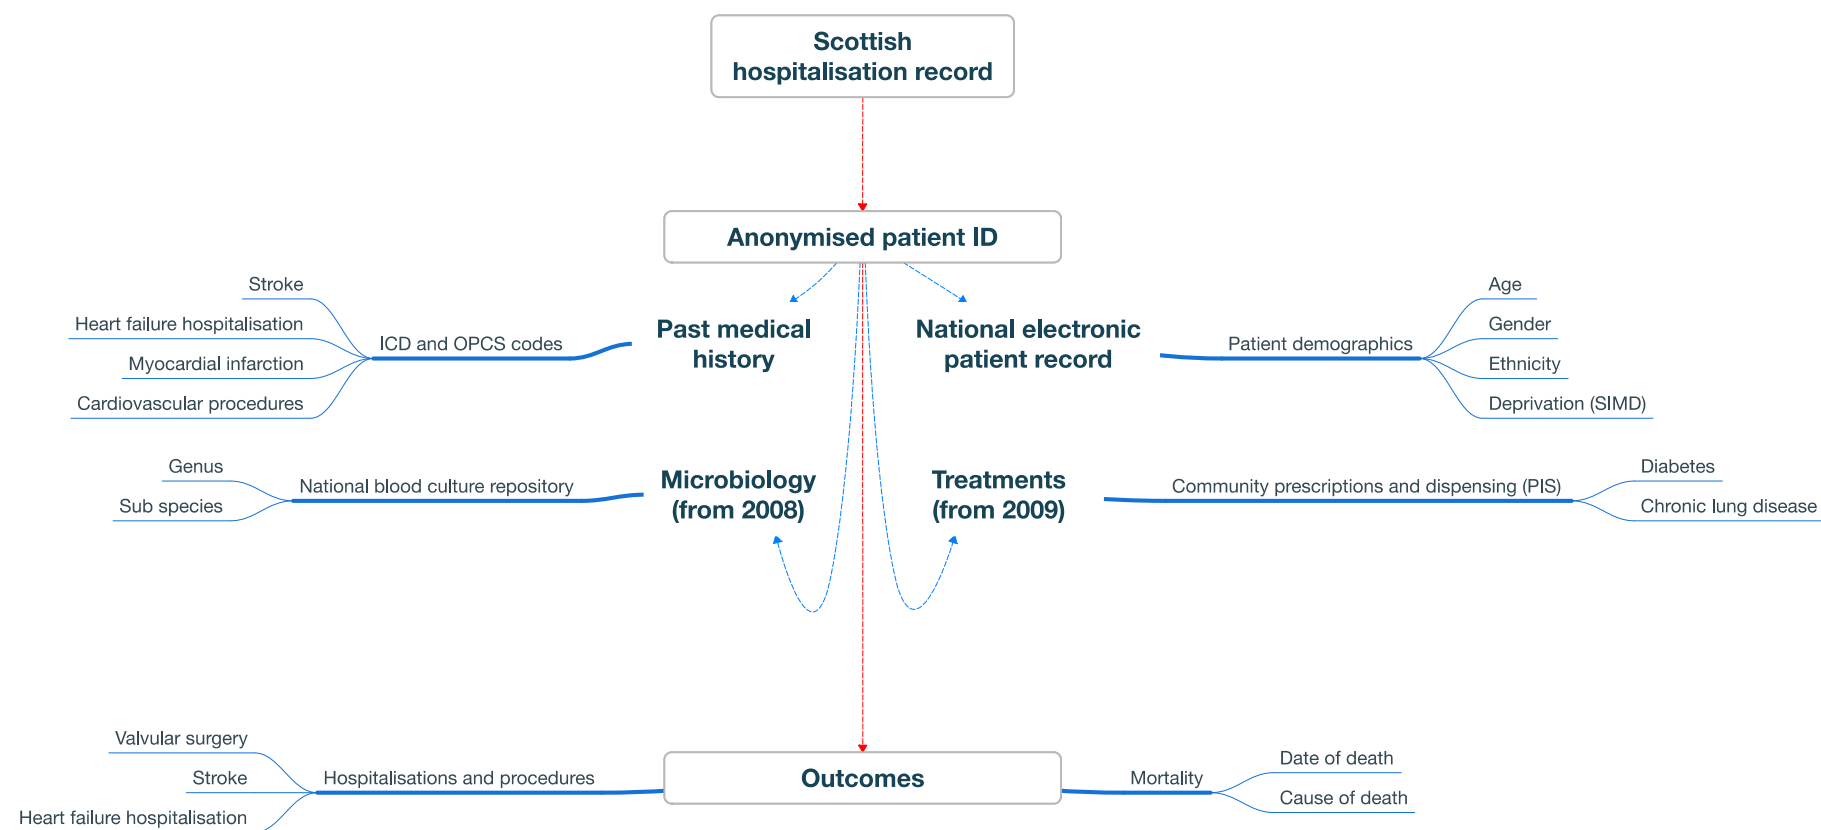 Scottish
hospitalisation record
Anonymised patient ID
Stroke
Heart failure hospitalisation
Myocardial infarction
Cardiovascular procedures
ICD and OPCS codes
Past medical
history
National electronic
patient record
Patient demographics
Age
Gender
Ethnicity
Deprivation (SIMD)
Genus
Sub species
National blood culture repository
Microbiology
(from 2008)
Treatments
(from 2009)
Community prescriptions and dispensing (PIS)
Diabetes
Chronic lung disease
Valvular surgery
Stroke
Heart failure hospitalisation
Hospitalisations and procedures
Outcomes
Mortality
Date of death
Cause of death